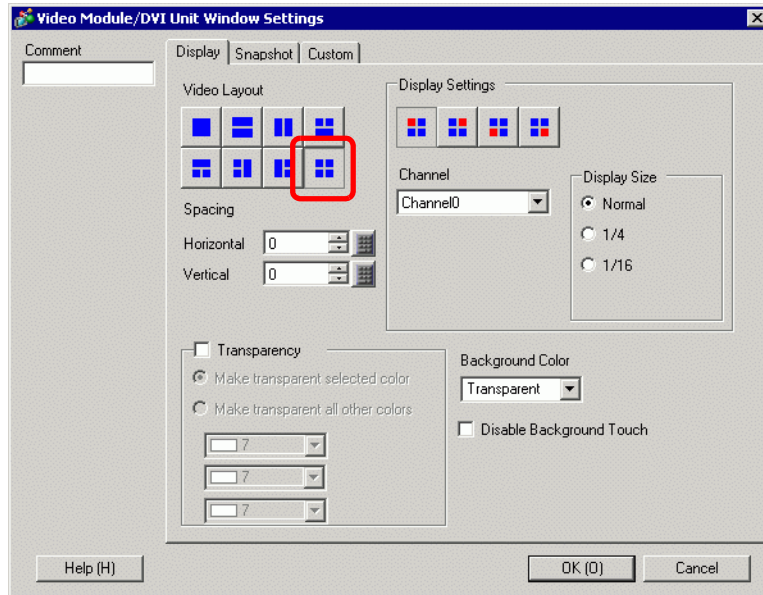 Video Module/DVI Unit Window Settings
Comment
Display Snapshot Custom
Video Layout
Display Settings
Channel
Channel0
Display Size
Normal
1/4
1/16
Spacing
Horizontal 0
Vertical 0
Transparency
Make transparent selected color
Make transparent all other colors
7
7
7
Background Color
Transparent
Disable Background Touch
Help (H)
OK (O)
Cancel